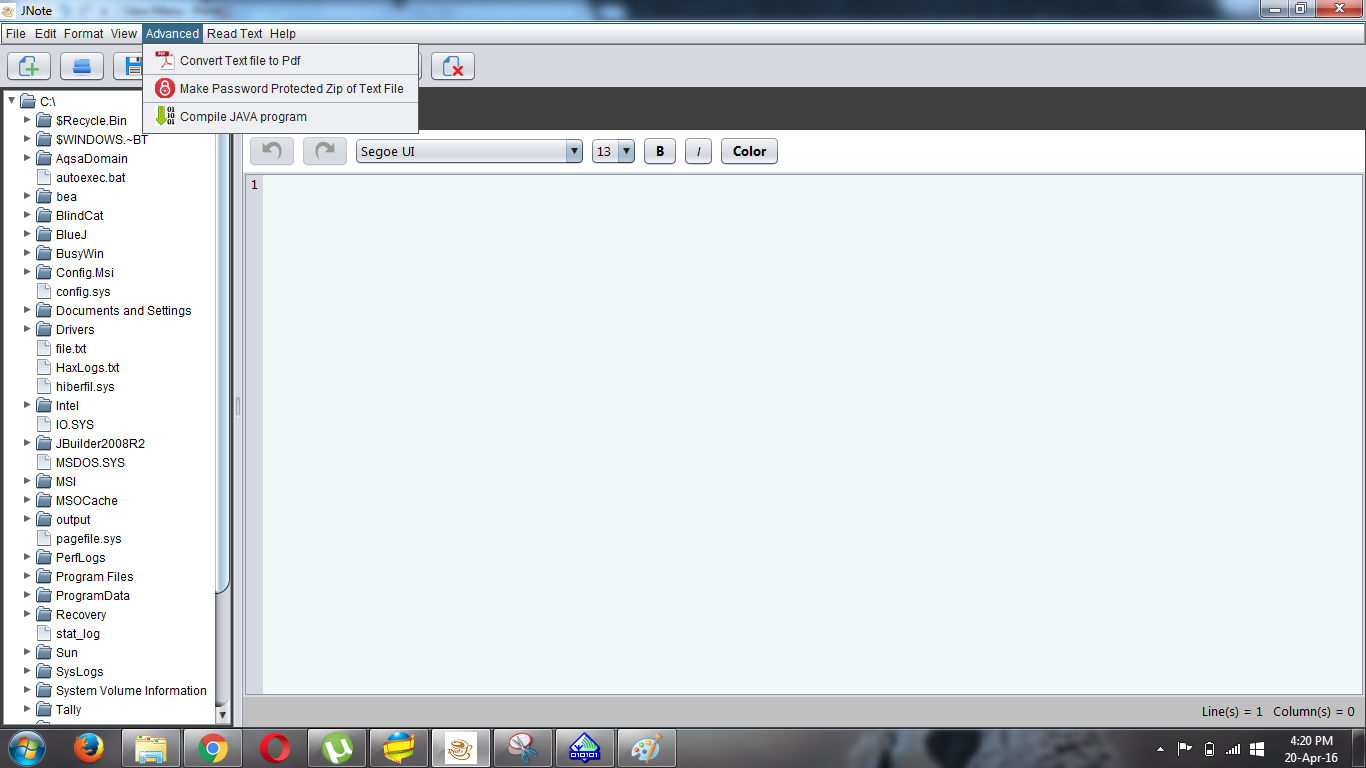 JNote
File Edit Format View Advanced Read Text Help
Convert Text file to Pdf
Make Password Protected Zip of Text File
Compile JAVA program
C:\
$Recycle.Bin
$WINDOWS.~BT
AqsaDomain
autoexec.bat
bea
BlindCat
BlueJ
BusyWin
Config.Msi
config.sys
Documents and Settings
Drivers
file.txt
HaxLogs.txt
hiberfil.sys
Intel
IO.SYS
JBuilder2008R2
MSDOS.SYS
MSI
MSOCache
output
pagefile.sys
PerfLogs
Program Files
ProgramData
Recovery
stat_log
Sun
SysLogs
System Volume Information
Tally
Segoe UI 13 B I Color
1
Line(s) = 1 Column(s) = 0
4:20 PM
20-Apr-16